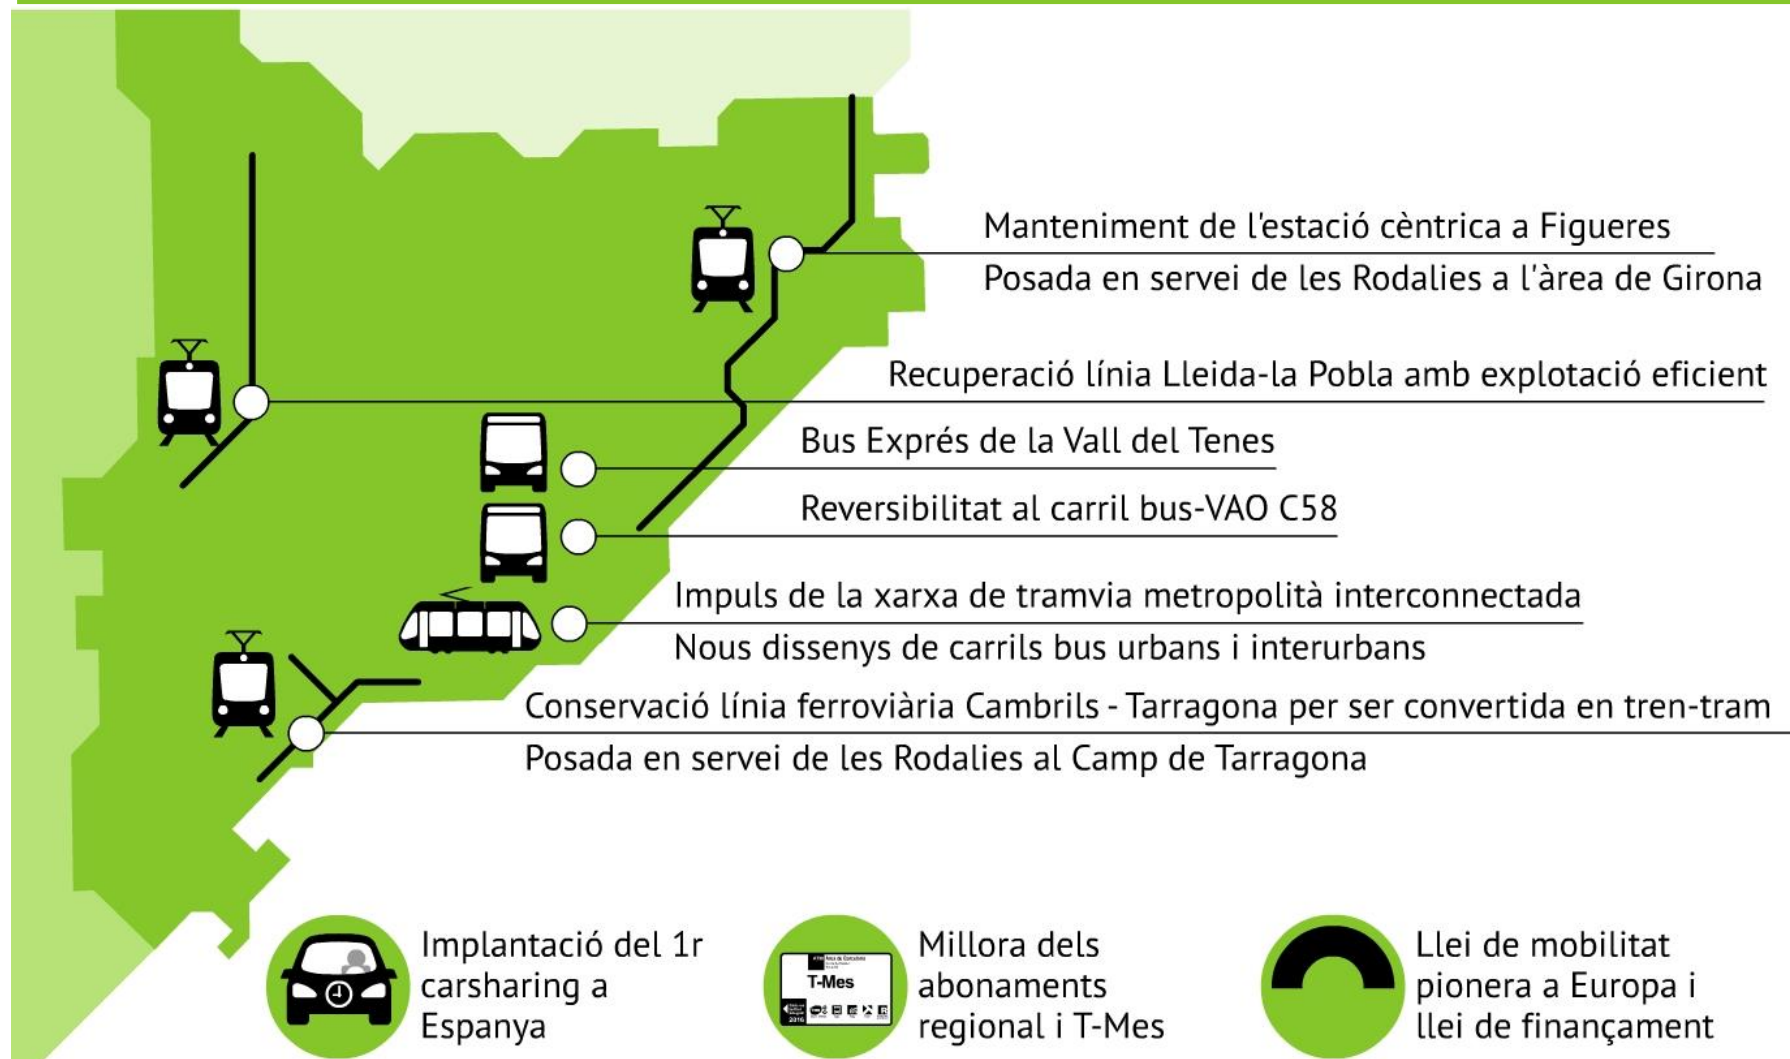 Manteniment de l'estació cèntrica a Figueres
Posada en servei de les Rodalies a l'àrea de Girona
Recuperació línia Lleida-la Pobla amb explotació eficient
Bus Exprés de la Vall del Tenes
Reversibilitat al carril bus-VAO C58
Impuls de la xarxa de tramvia metropolità interconnectada
Nous dissenys de carrils bus urbans i interurbans
Conservació línia ferroviària Cambrils - Tarragona per ser convertida en tren-tram
Posada en servei de les Rodalies al Camp de Tarragona
Implantació del 1r
carsharing a
Espanya
T-Mes
2016
Millora dels
abonaments
regional i T-Mes
Llei de mobilitat
pionera a Europa i
llei de finançament